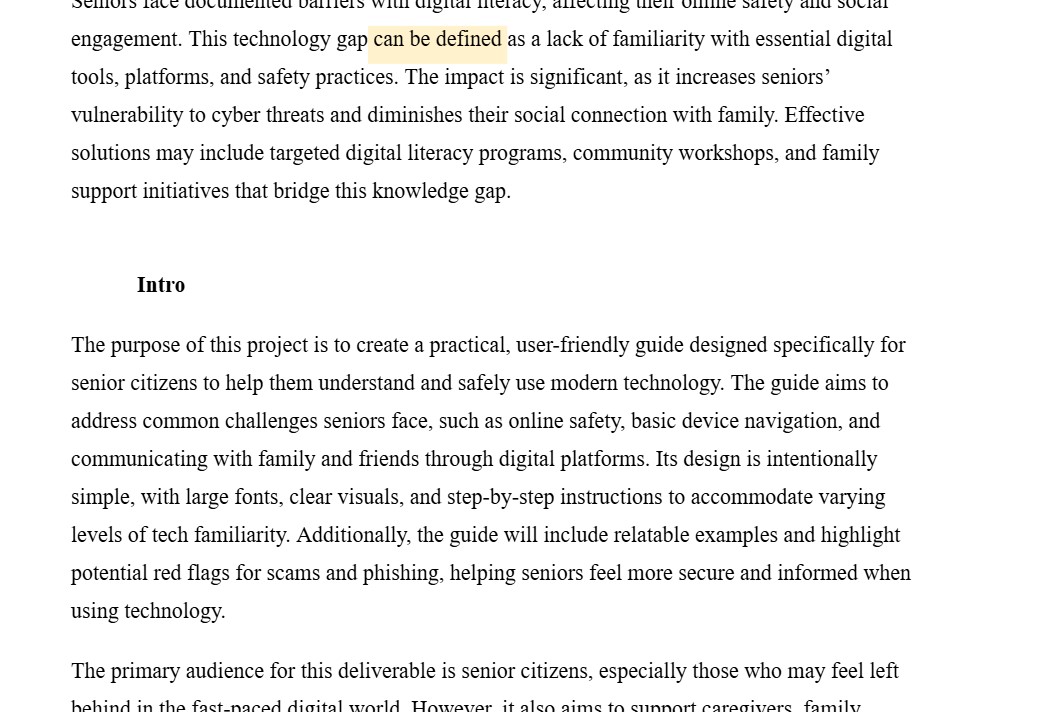 Seniors face documented barriers with digital literacy, affecting their online safety and social
engagement. This technology gap can be defined as a lack of familiarity with essential digital
tools, platforms, and safety practices. The impact is significant, as it increases seniors’
vulnerability to cyber threats and diminishes their social connection with family. Effective
solutions may include targeted digital literacy programs, community workshops, and family
support initiatives that bridge this knowledge gap.
Intro
The purpose of this project is to create a practical, user-friendly guide designed specifically for
senior citizens to help them understand and safely use modern technology. The guide aims to
address common challenges seniors face, such as online safety, basic device navigation, and
communicating with family and friends through digital platforms. Its design is intentionally
simple, with large fonts, clear visuals, and step-by-step instructions to accommodate varying
levels of tech familiarity. Additionally, the guide will include relatable examples and highlight
potential red flags for scams and phishing, helping seniors feel more secure and informed when
using technology.
The primary audience for this deliverable is senior citizens, especially those who may feel left
behind in the fast-paced digital world. However, it also aims to support caregivers, family